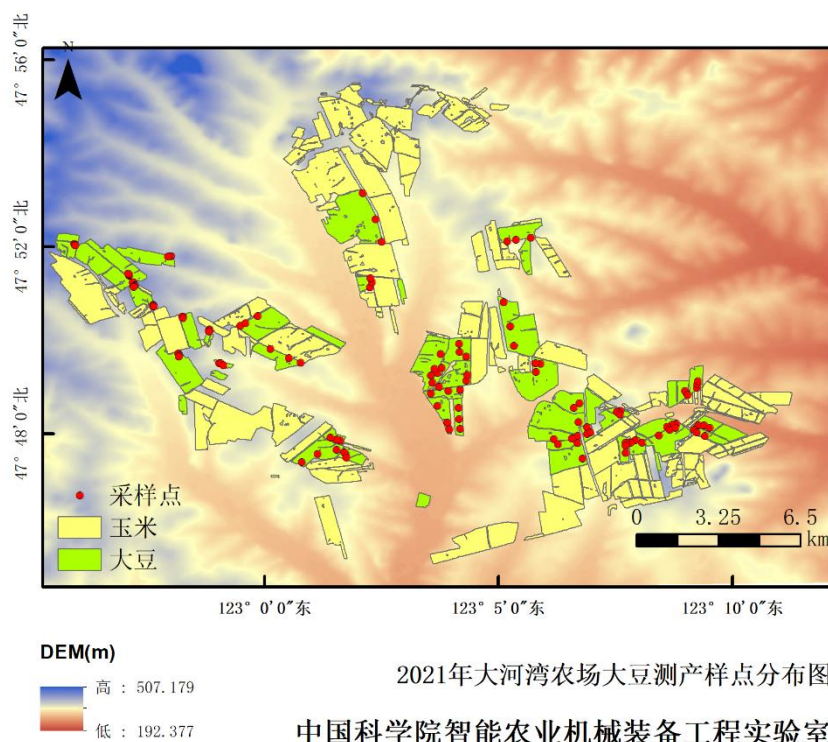 N
47° 56′0″北
47° 52′0″北
47° 48′0″北
采样点
玉米
大豆
0 3.25 6.5
km
123° 0′0″东
123° 5′0″东
123° 10′0″东
DEM(m)
高 : 507.179
低 : 192.377
2021年大河湾农场大豆测产样点分布图
中国科学院智能农业机械装备工程实验室